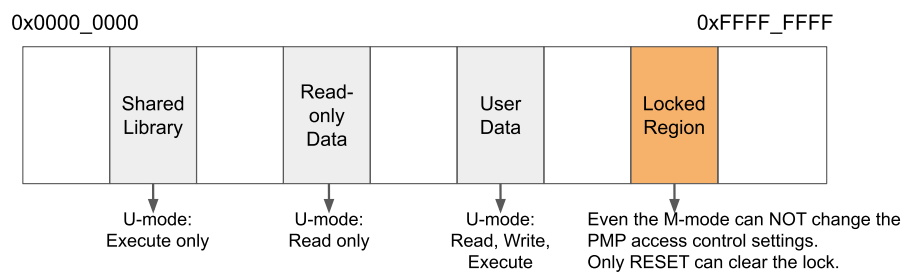 0x0000_0000
0xFFFF_FFFF
Shared
Library
Read-
only
Data
User
Data
Locked
Region
U-mode:
Execute only
U-mode:
Read only
U-mode:
Read, Write,
Execute
Even the M-mode can NOT change the
PMP access control settings.
Only RESET can clear the lock.